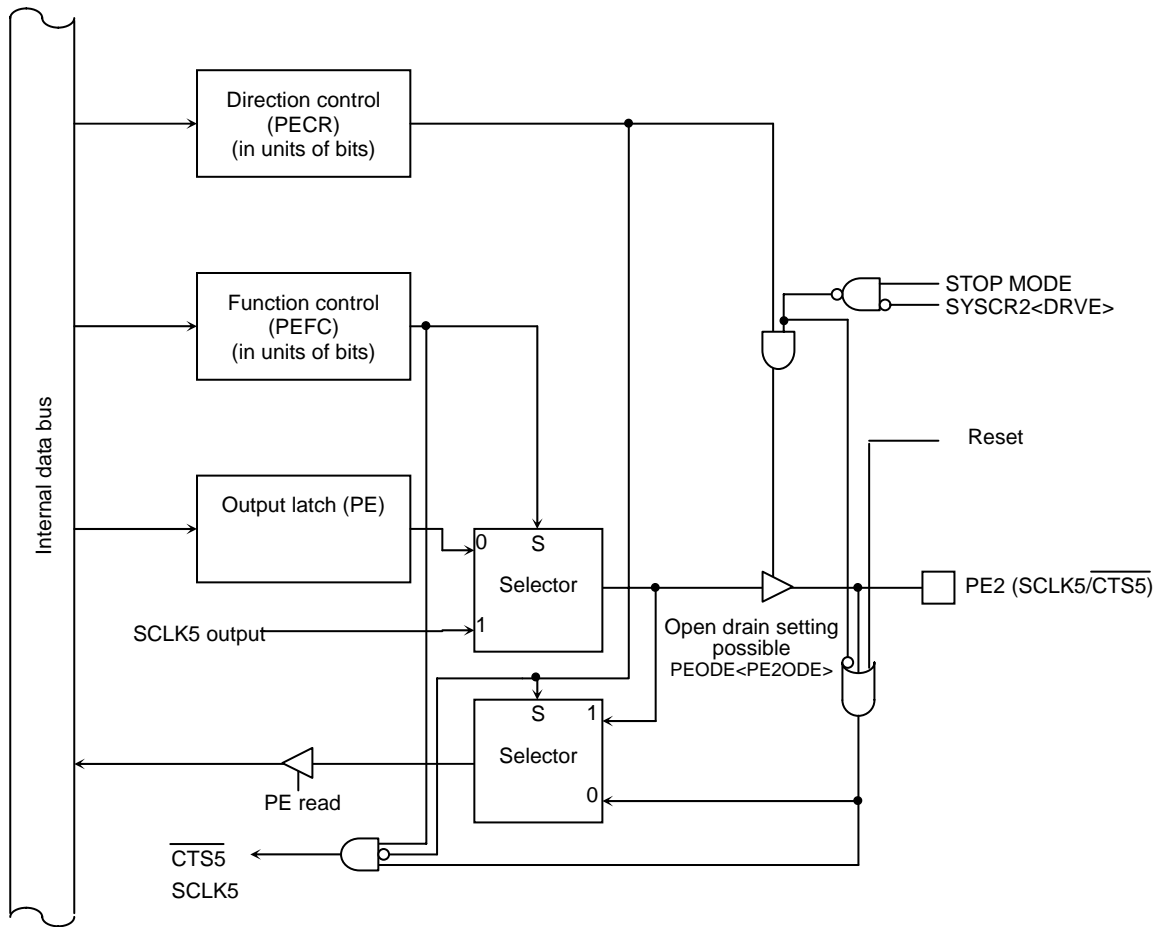 Direction control
(PECR)
(in units of bits)
STOP MODE
SYSCR2<DRVE>
Function control
(PEFC)
(in units of bits)
Internal data bus
Reset
Output latch (PE)
0
S
Selector
1
SCLK5 output
PE2 (SCLK5/CTS5)
Open drain setting
possible
PEODE<PE2ODE>
S
1
Selector
0
PE read
CTS5
SCLK5